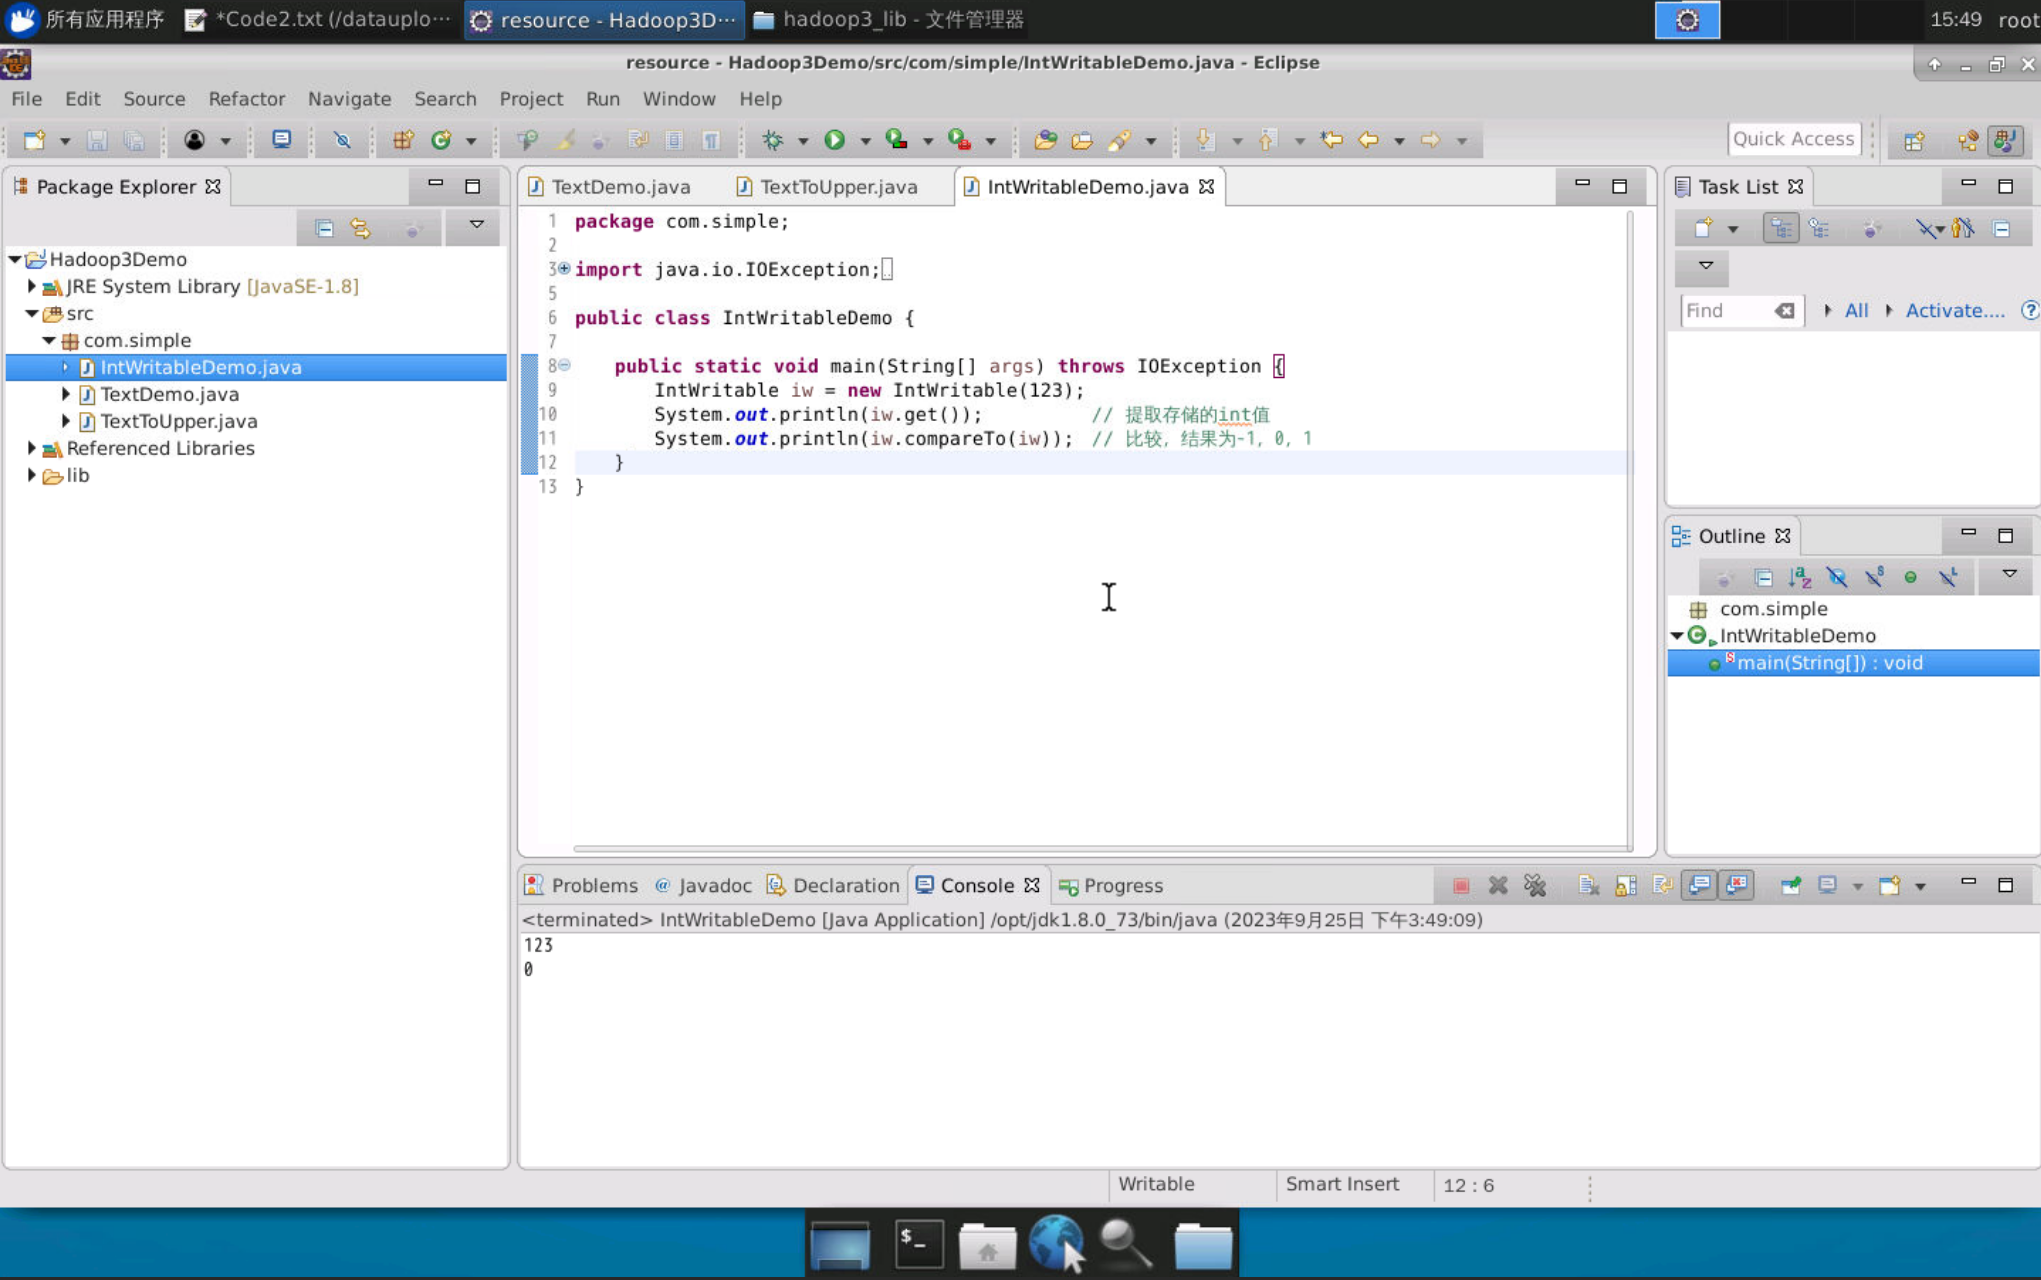 所有应用程序 *Code2.txt (/datauplo··· resource - Hadoop3D··· hadoop3_lib - 文件管理器 15:49 root
resource - Hadoop3Demo/src/com/simple/IntWritableDemo.java - Eclipse
File Edit Source Refactor Navigate Search Project Run Window Help
Quick Access
Package Explorer
Hadoop3Demo
JRE System Library [JavaSE-1.8]
src
com.simple
IntWritableDemo.java
TextDemo.java
TextToUpper.java
Referenced Libraries
lib
TextDemo.java TextToUpper.java IntWritableDemo.java
1 package com.simple;
2
3 import java.io.IOException;
5
6 public class IntWritableDemo {
7
8 public static void main(String[] args) throws IOException {
9 IntWritable iw = new IntWritable(123);
10 System.out.println(iw.get()); // 提取存储的int值
11 System.out.println(iw.compareTo(iw)); // 比较, 结果为-1, 0, 1
12 }
13 }
Task List
Find All Activate....
Outline
com.simple
IntWritableDemo
main(String[]) : void
Problems Javadoc Declaration Console Progress
<terminated> IntWritableDemo [Java Application] /opt/jdk1.8.0_73/bin/java (2023年9月25日 下午3:49:09)
123
0
Writable Smart Insert 12 : 6